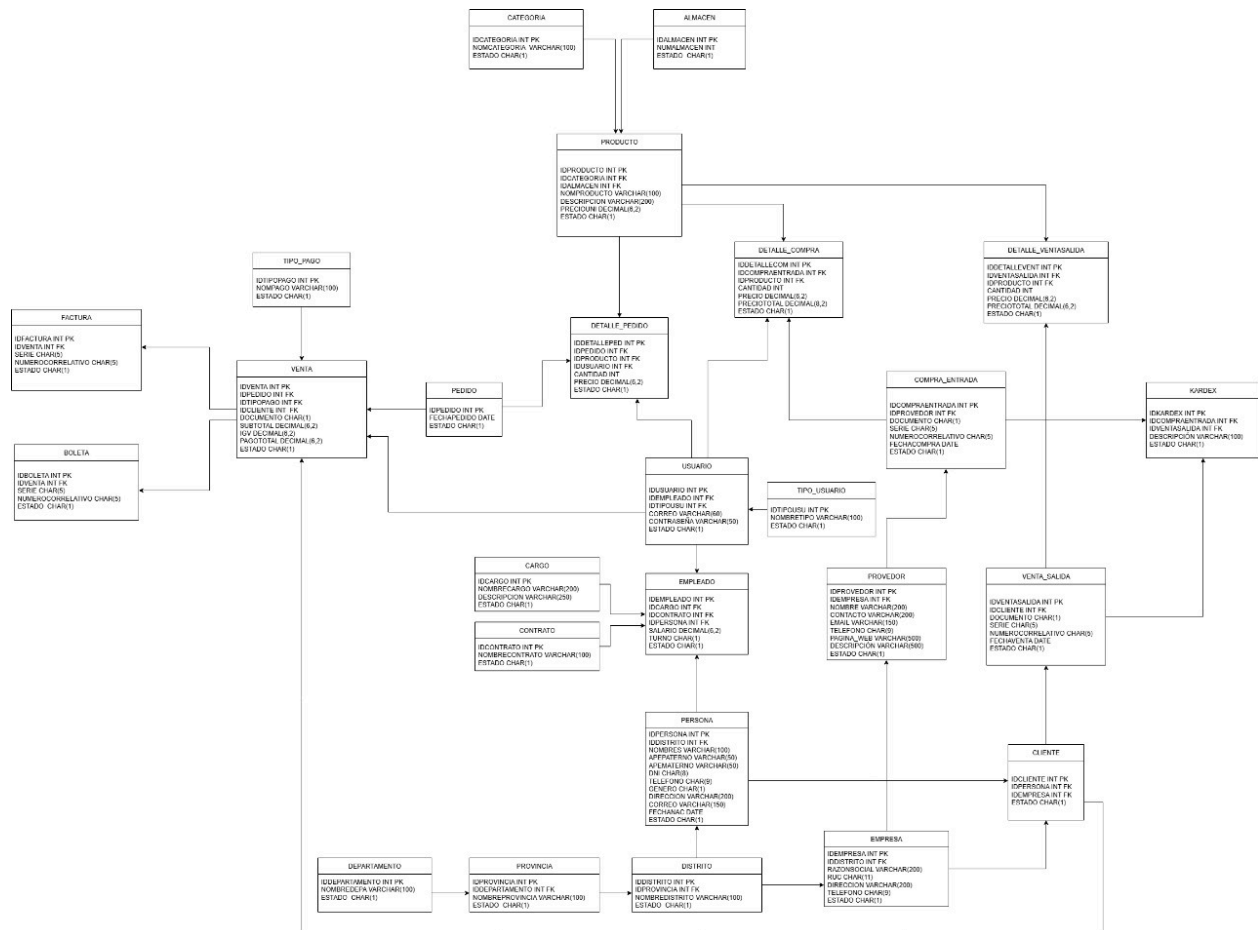 CATEGORIA
IDCATEGORIA INT PK
NOMCATEGORIA VARCHAR(100)
ESTADO CHAR(1)
ALMACEN
IDALMACEN INT PK
NUMALMACEN INT
ESTADO CHAR(1)
PRODUCTO
IDPRODUCTO INT PK
IDCATEGORIA INT FK
IDALMACEN INT FK
NOMPRODUCTO VARCHAR(100)
DESCRIPCION VARCHAR(200)
PRECIOUNI DECIMAL(6,2)
ESTADO CHAR(1)
TIPO_PAGO
IDTIPOPAGO INT PK
NOMPAGO VARCHAR(100)
ESTADO CHAR(1)
DETALLE_COMPRA
IDDETALLECOM INT PK
IDCOMPRAENTRADA INT FK
IDPRODUCTO INT FK
CANTIDAD INT
PRECIO DECIMAL(6,2)
PRECIOTOTAL DECIMAL(8,2)
ESTADO CHAR(1)
DETALLE_VENTASALIDA
IDDETALLEVENT INT PK
IDVENTASALIDA INT FK
IDPRODUCTO INT FK
CANTIDAD INT
PRECIO DECIMAL(6,2)
PRECIOTOTAL DECIMAL(6,2)
ESTADO CHAR(1)
FACTURA
IDFACTURA INT PK
IDVENTA INT FK
SERIE CHAR(5)
NUMEROCORRELATIVO CHAR(5)
ESTADO CHAR(1)
DETALLE_PEDIDO
IDDETALLEPED INT PK
IDPEDIDO INT FK
IDPRODUCTO INT FK
IDUSUARIO INT FK
CANTIDAD INT
PRECIO DECIMAL(6,2)
ESTADO CHAR(1)
VENTA
IDVENTA INT PK
IDPEDIDO INT FK
IDTIPOPAGO INT FK
IDCLIENTE INT FK
DOCUMENTO CHAR(1)
SUBTOTAL DECIMAL(6,2)
IGV DECIMAL(6,2)
PAGOTOTAL DECIMAL(6,2)
ESTADO CHAR(1)
PEDIDO
IDPEDIDO INT PK
FECHAPEDIDO DATE
ESTADO CHAR(1)
COMPRA_ENTRADA
IDCOMPRAENTRADA INT PK
IDPROVEDOR INT FK
DOCUMENTO CHAR(1)
SERIE CHAR(5)
NUMEROCORRELATIVO CHAR(5)
FECHACOMPRA DATE
ESTADO CHAR(1)
KARDEX
IDKARDEX INT PK
IDCOMPRAENTRADA INT FK
IDVENTASALIDA INT FK
DESCRIPCIÓN VARCHAR(100)
ESTADO CHAR(1)
BOLETA
IDBOLETA INT PK
IDVENTA INT FK
SERIE CHAR(5)
NUMEROCORRELATIVO CHAR(5)
ESTADO CHAR(1)
USUARIO
IDUSUARIO INT PK
IDEMPLEADO INT FK
IDTIPOUSU INT FK
CORREO VARCHAR(68)
CONTRASEÑA VARCHAR(50)
ESTADO CHAR(1)
TIPO_USUARIO
IDTIPOUSU INT PK
NOMBRETIPO VARCHAR(100)
ESTADO CHAR(1)
CARGO
IDCARGO INT PK
NOMBRECARGO VARCHAR(200)
DESCRIPCION VARCHAR(250)
ESTADO CHAR(1)
CONTRATO
IDCONTRATO INT PK
NOMBRECONTRATO VARCHAR(100)
ESTADO CHAR(1)
EMPLEADO
IDEMPLEADO INT PK
IDCARGO INT FK
IDCONTRATO INT FK
IDPERSONA INT FK
SALARIO DECIMAL(6,2)
TURNO CHAR(1)
ESTADO CHAR(1)
PROVEDOR
IDPROVEDOR INT PK
IDEMPRESA INT FK
NOMBRE VARCHAR(200)
CONTACTO VARCHAR(200)
EMAIL VARCHAR(150)
TELEFONO CHAR(9)
PAGINA_WEB VARCHAR(500)
DESCRIPCION VARCHAR(500)
ESTADO CHAR(1)
VENTA_SALIDA
IDVENTASALIDA INT PK
IDCLIENTE INT FK
DOCUMENTO CHAR(1)
SERIE CHAR(5)
NUMEROCORRELATIVO CHAR(5)
FECHAVENTA DATE
ESTADO CHAR(1)
PERSONA
IDPERSONA INT PK
IDDISTRITO INT FK
NOMBRES VARCHAR(100)
APEPATERNO VARCHAR(50)
APEMATERNO VARCHAR(50)
DNI CHAR(8)
TELEFONO CHAR(9)
GENERO CHAR(1)
DIRECCION VARCHAR(200)
CORREO VARCHAR(150)
FECHANAC DATE
ESTADO CHAR(1)
CLIENTE
IDCLIENTE INT PK
IDPERSONA INT FK
IDEMPRESA INT FK
ESTADO CHAR(1)
DEPARTAMENTO
IDDEPARTAMENTO INT PK
NOMBREDEPA VARCHAR(100)
ESTADO CHAR(1)
PROVINCIA
IDPROVINCIA INT PK
IDDEPARTAMENTO INT FK
NOMBREPROVINCIA VARCHAR(100)
ESTADO CHAR(1)
DISTRITO
IDDISTRITO INT PK
IDPROVINCIA INT FK
NOMBREDISTRITO VARCHAR(100)
ESTADO CHAR(1)
EMPRESA
IDEMPRESA INT PK
IDDISTRITO INT FK
RAZONSOCIAL VARCHAR(200)
RUC CHAR(11)
DIRECCION VARCHAR(200)
TELEFONO CHAR(9)
ESTADO CHAR(1)